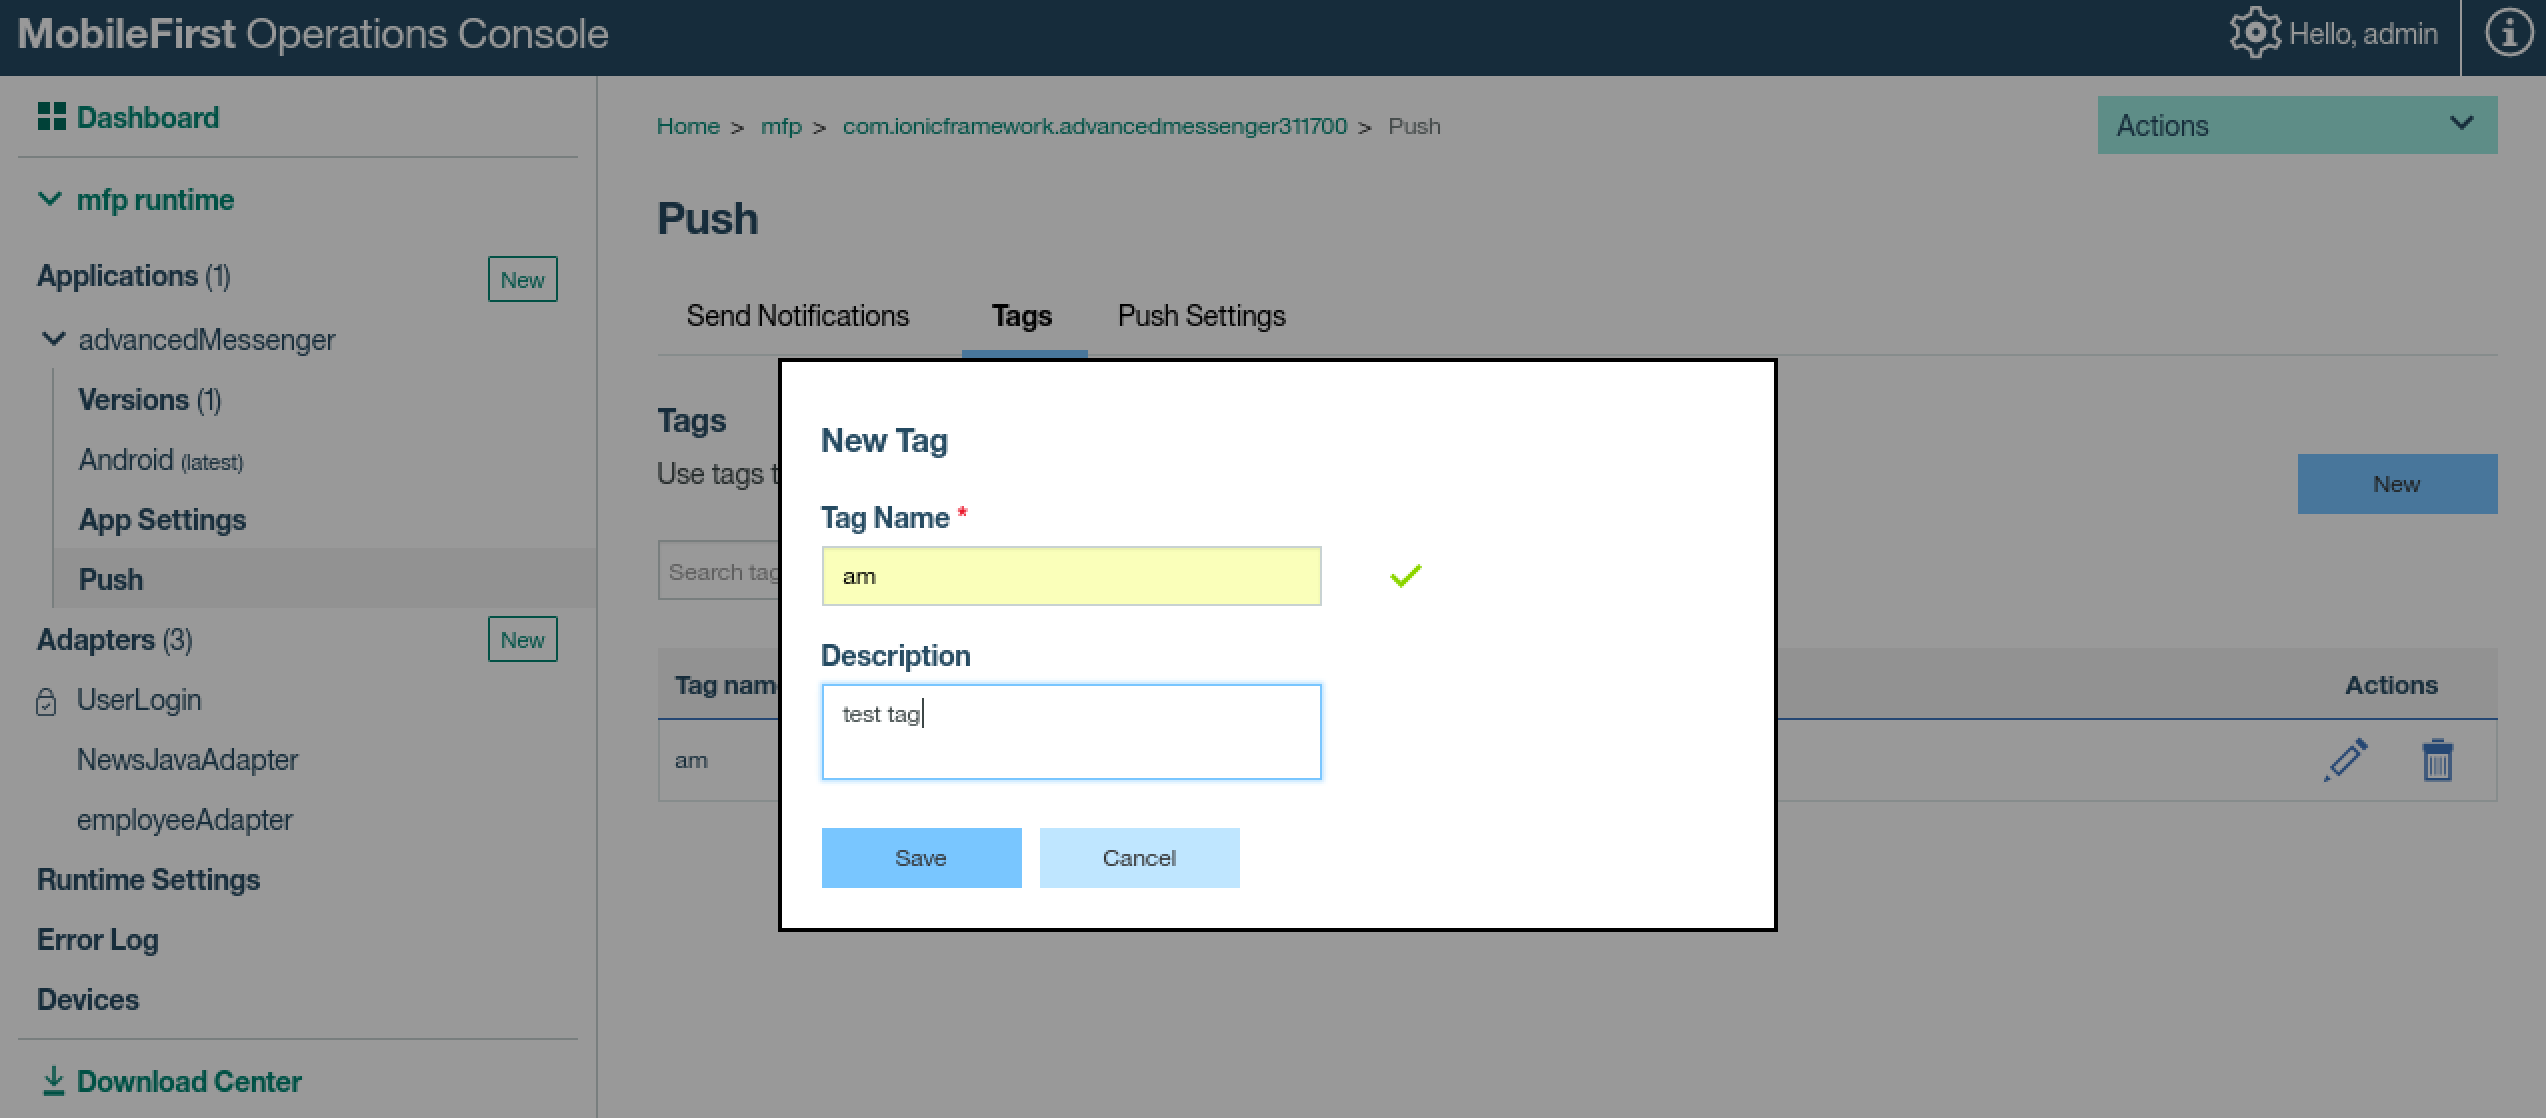 MobileFirst Operations Console
Hello, admin
Dashboard
mfp runtime
Applications (1)
New
advancedMessenger
Versions (1)
Android (latest)
App Settings
Push
Adapters (3)
New
UserLogin
NewsJavaAdapter
employeeAdapter
Runtime Settings
Error Log
Devices
Download Center
Home > mfp > com.ionicframework.advancedmessenger311700 > Push
Actions
Push
Send Notifications
Tags
Push Settings
Tags
Use tags t
New
Search tag
Tag name
Actions
am
New Tag
Tag Name *
am
Description
test tag
Save
Cancel